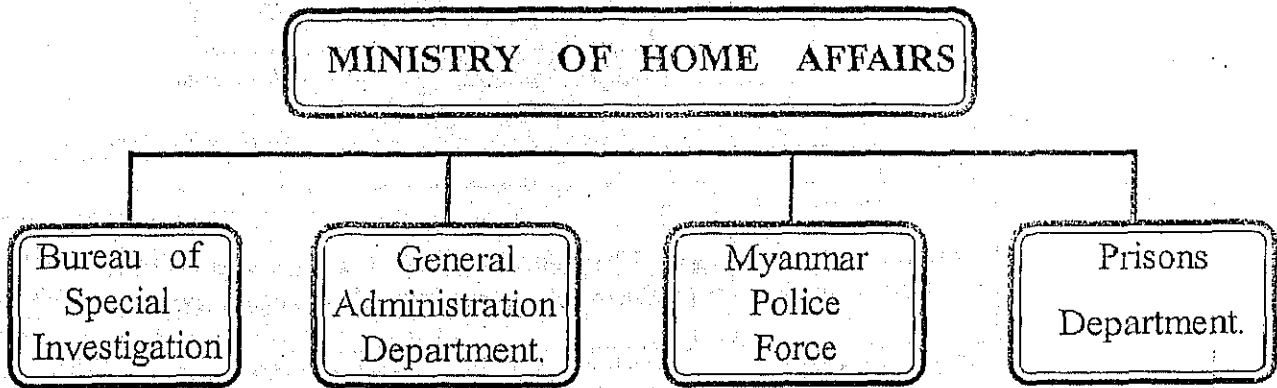 MINISTRY OF HOME AFFAIRS
Bureau of
Special
Investigation
General
Administration
Department.
Myanmar
Police
Force
Prisons
Department.